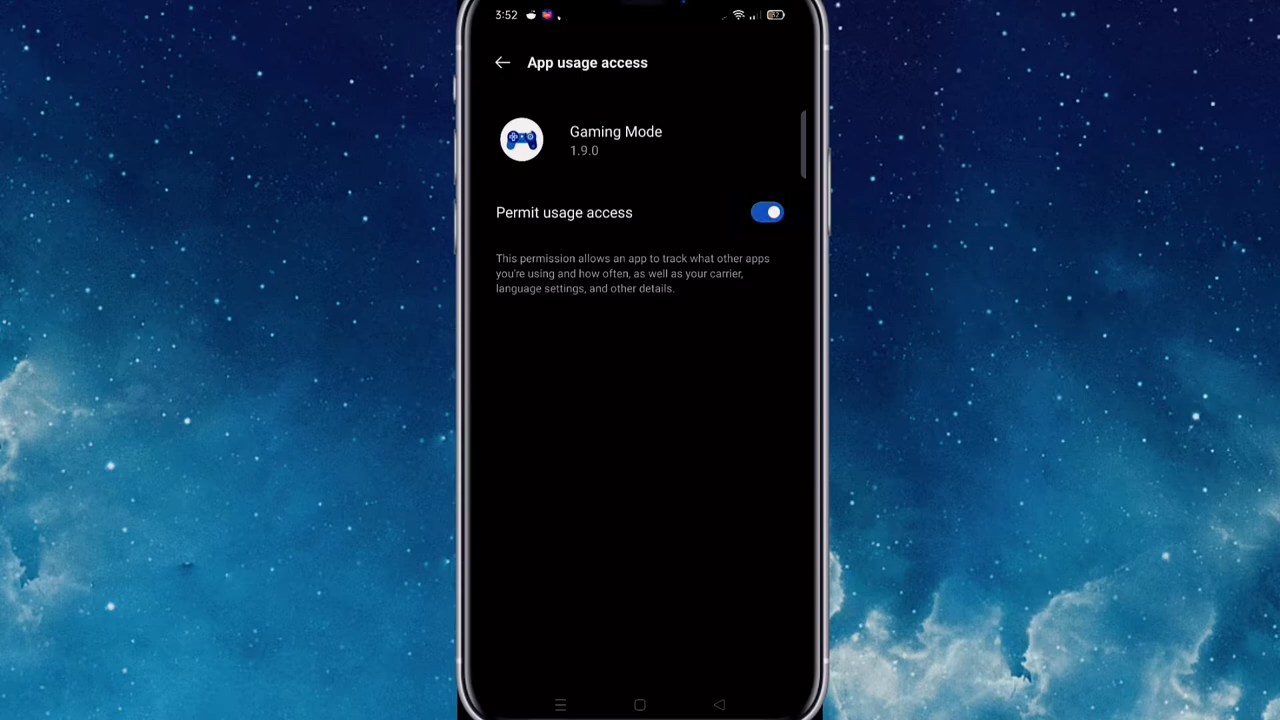 3:52
App usage access
Gaming Mode
1.9.0
Permit usage access
This permission allows an app to track what other apps
you're using and how often, as well as your carrier,
language settings, and other details.